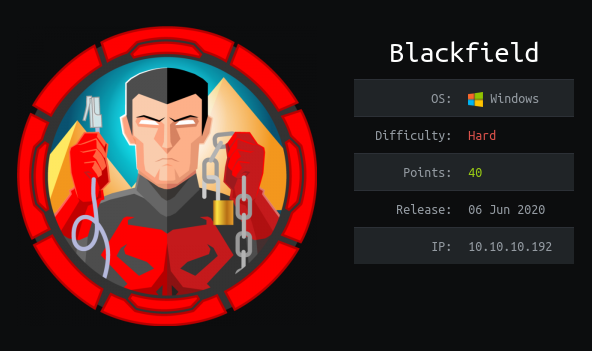 Blackfield
OS: Windows
Difficulty: Hard
Points: 40
Release: 06 Jun 2020
IP: 10.10.10.192